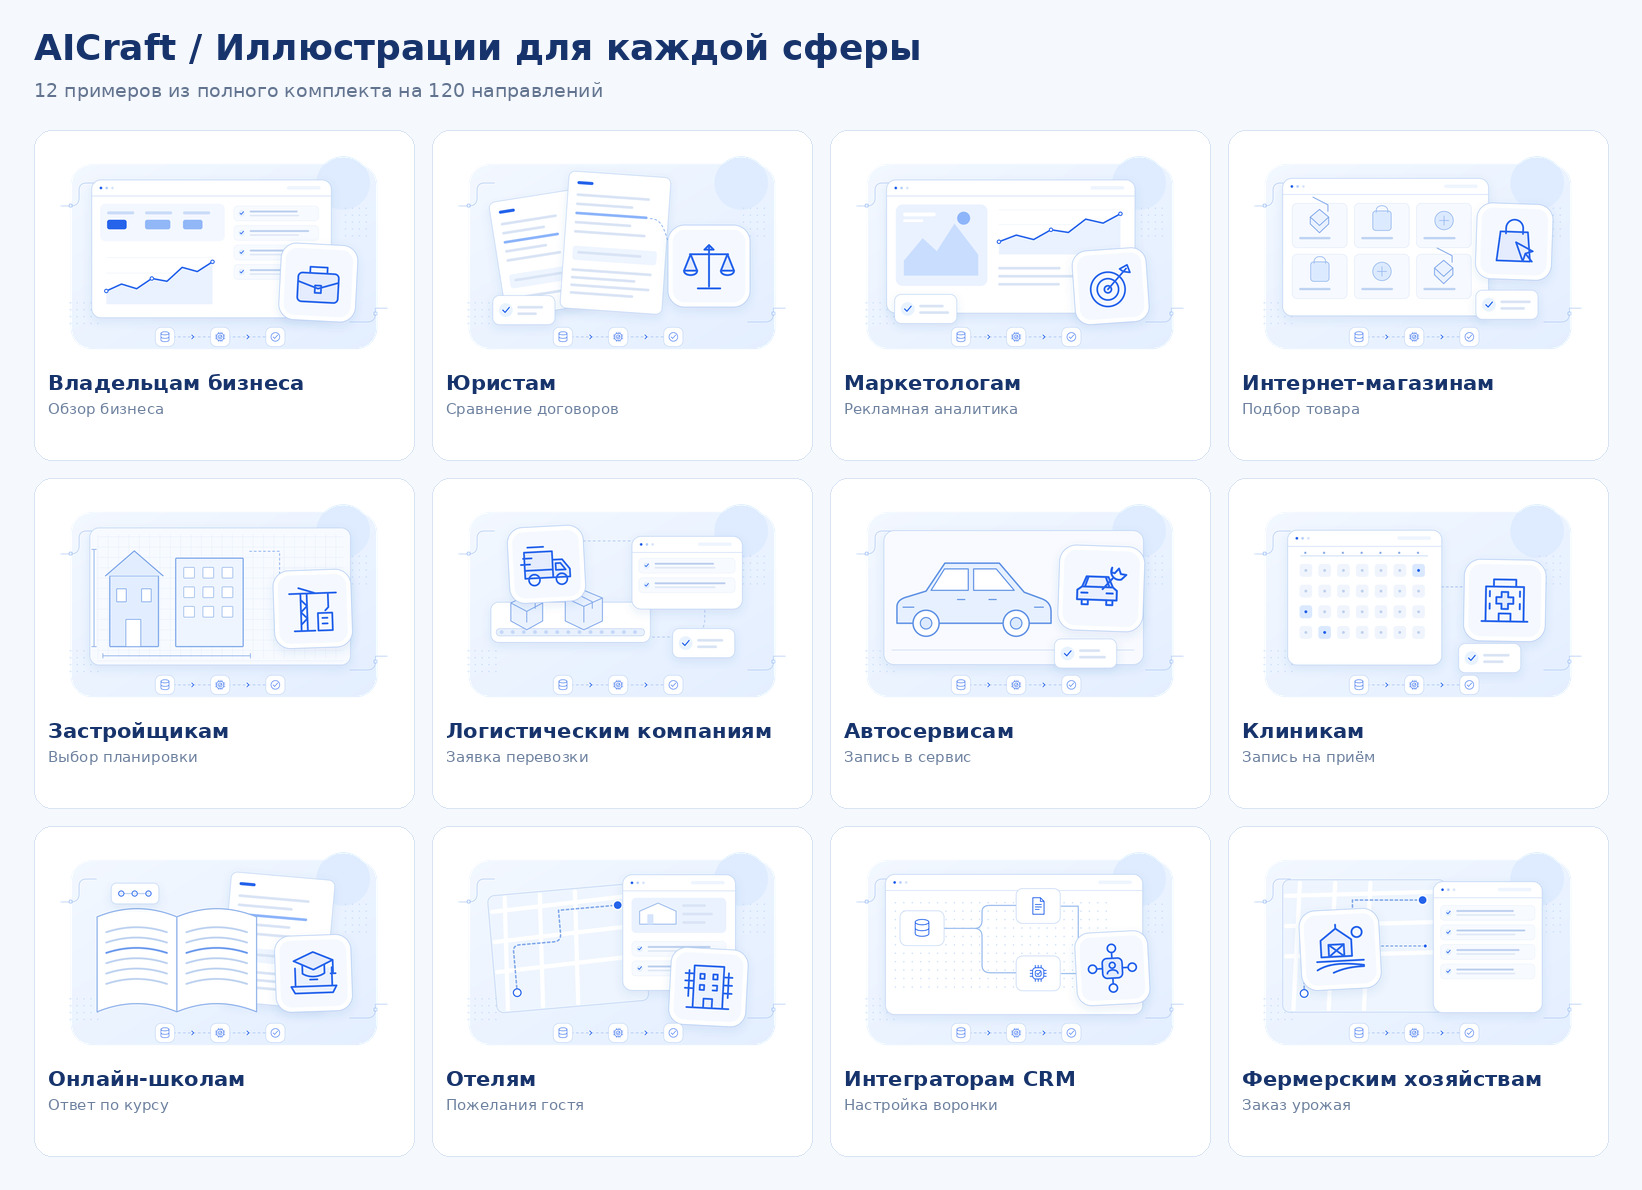 AICraft / Иллюстрации для каждой сферы
12 примеров из полного комплекта на 120 направлений
Владельцам бизнеса
Обзор бизнеса
Юристам
Сравнение договоров
Маркетологам
Рекламная аналитика
Интернет-магазинам
Подбор товара
Застройщикам
Выбор планировки
Логистическим компаниям
Заявка перевозки
Автосервисам
Запись в сервис
Клиникам
Запись на приём
Онлайн-школам
Ответ по курсу
Отелям
Пожелания гостя
Интеграторам CRM
Настройка воронки
Фермерским хозяйствам
Заказ урожая